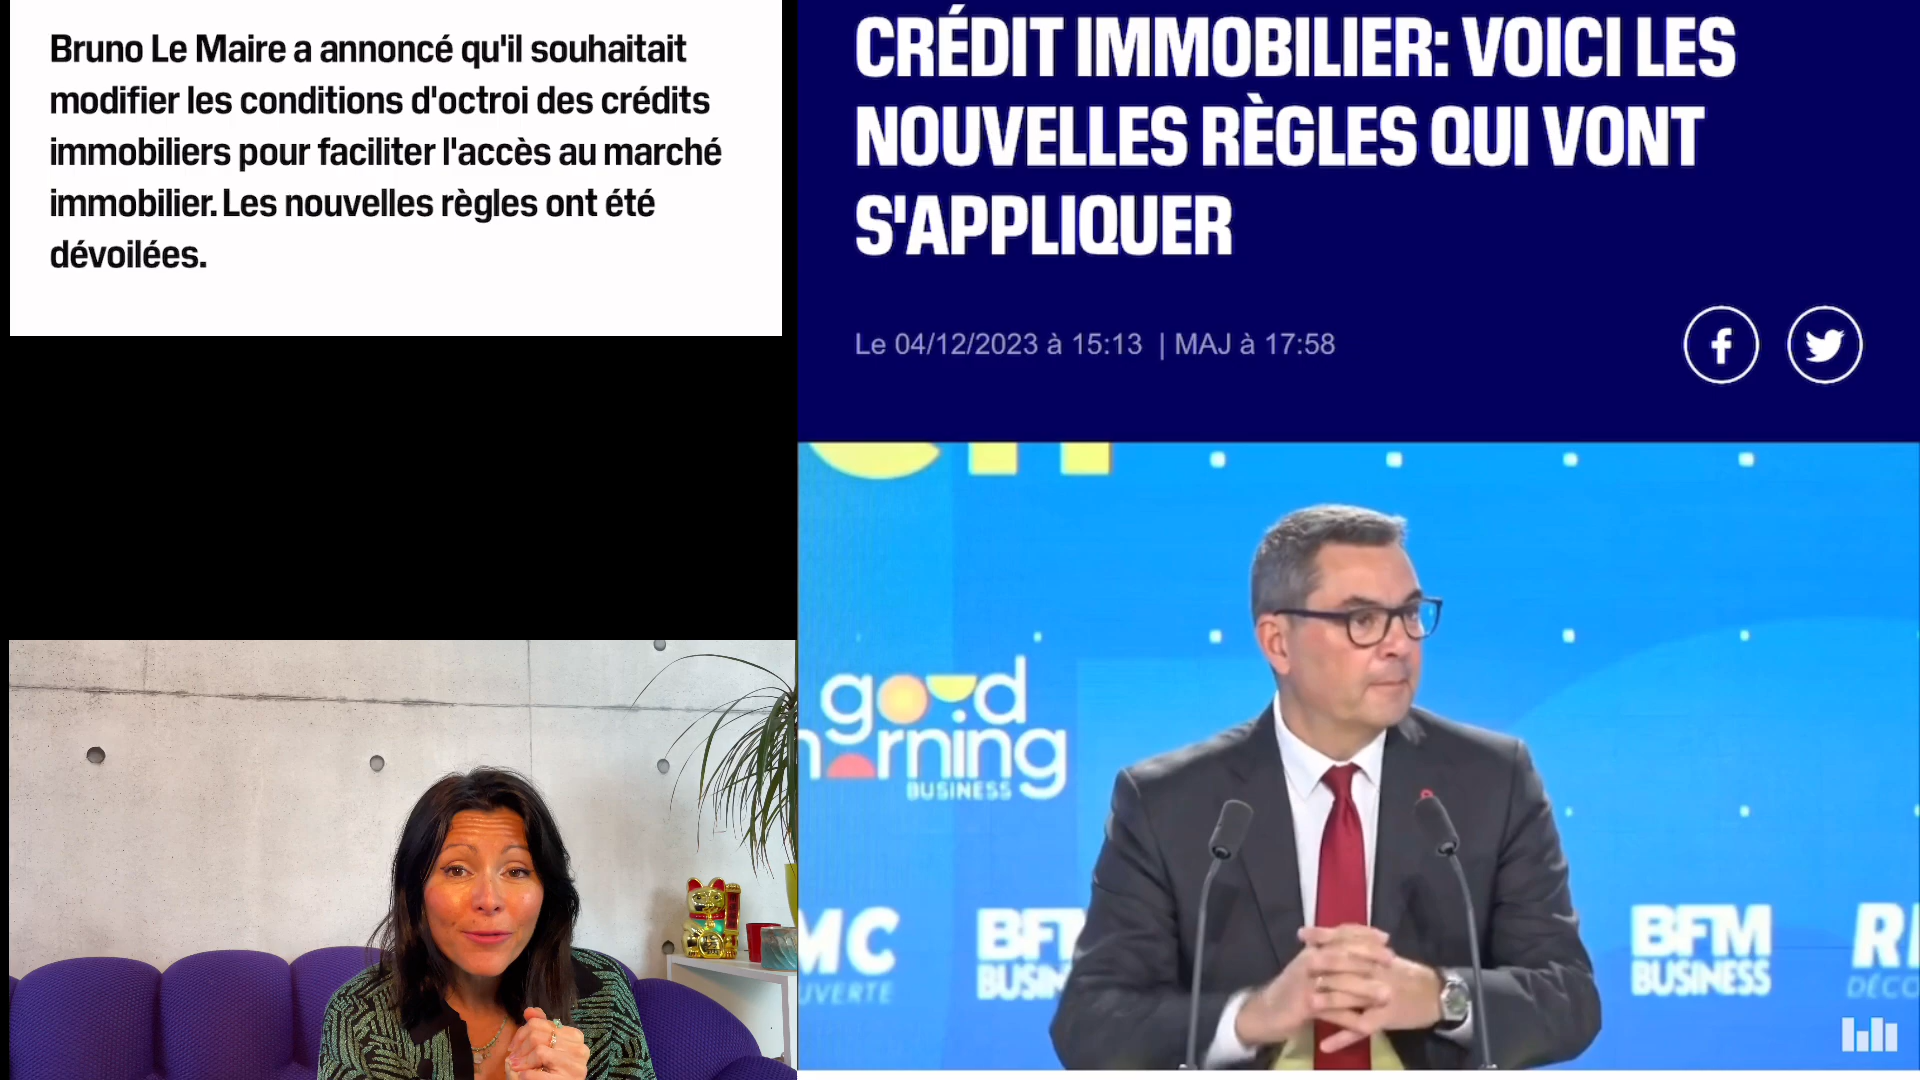 Bruno Le Maire a annoncé qu'il souhaitait
modifier les conditions d'octroi des crédits
immobiliers pour faciliter l'accès au marché
immobilier. Les nouvelles règles ont été
dévoilées.
CRÉDIT IMMOBILIER: VOICI LES
NOUVELLES RÈGLES QUI VONT
S'APPLIQUER
Le 04/12/2023 à 15:13 | MAJ à 17:58
good
morning
BUSINESS
BFM
BUSINESS